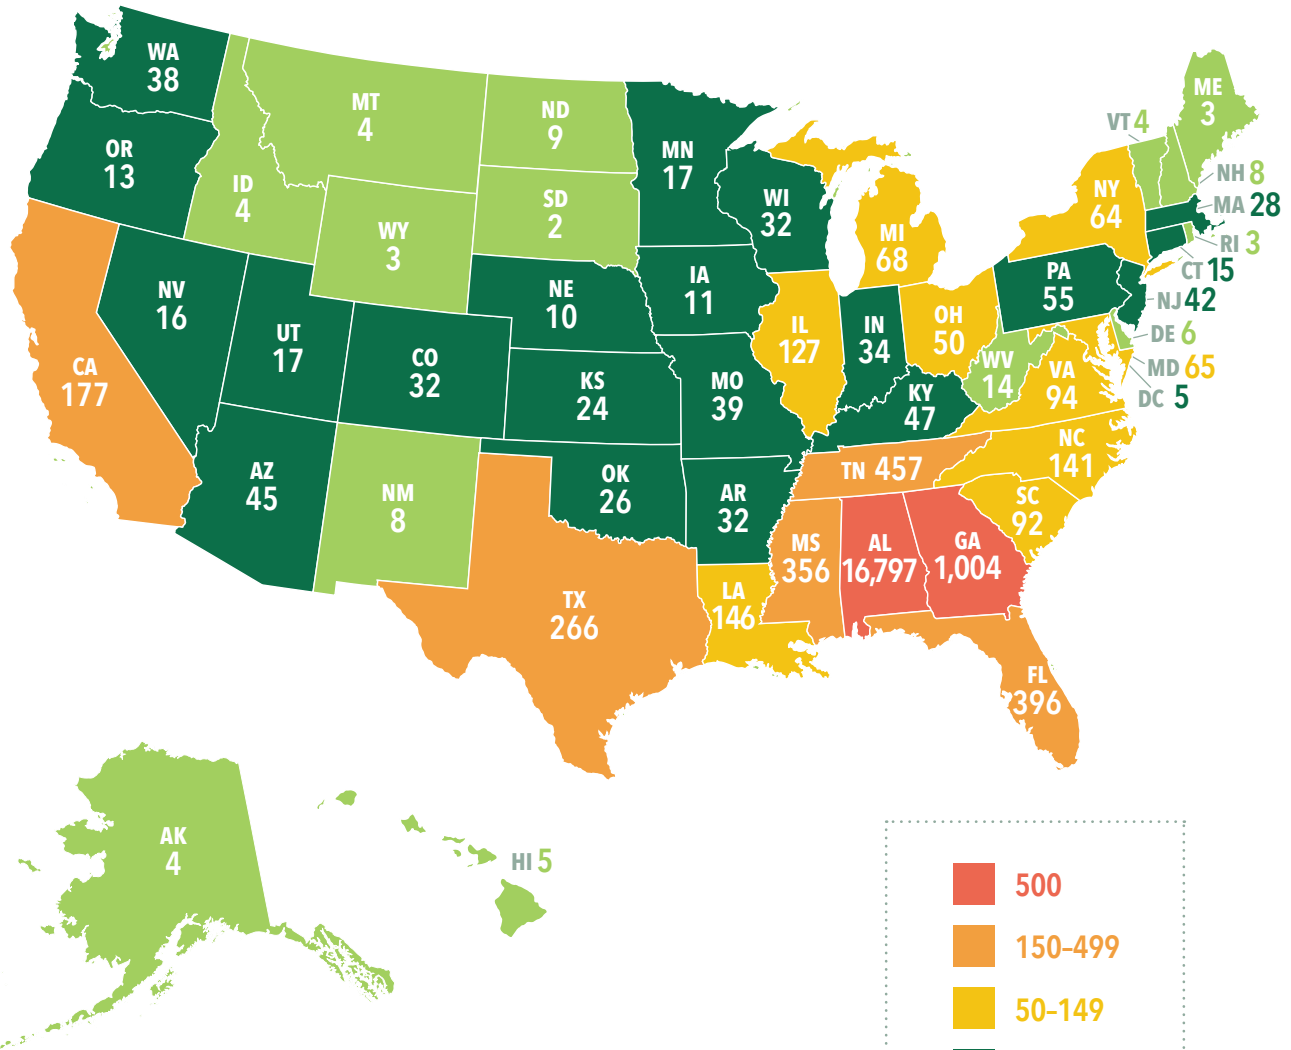 WA
38
OR
13
CA
177
NV
16
ID
4
MT
4
WY
3
UT
17
AZ
45
CO
32
NM
8
ND
9
SD
2
NE
10
KS
24
OK
26
TX
266
MN
17
IA
11
MO
39
AR
32
LA
146
WI
32
IL
127
MI
68
IN
34
OH
50
KY
47
TN 457
MS
356
AL
16,797
GA
1,004
FL
396
SC
92
NC
141
VA
94
WV
14
PA
55
NY
64
ME
3
VT 4
NH 8
MA 28
RI 3
CT 15
NJ 42
DE 6
MD 65
DC 5
AK
4
HI 5
500
150–499
50–149